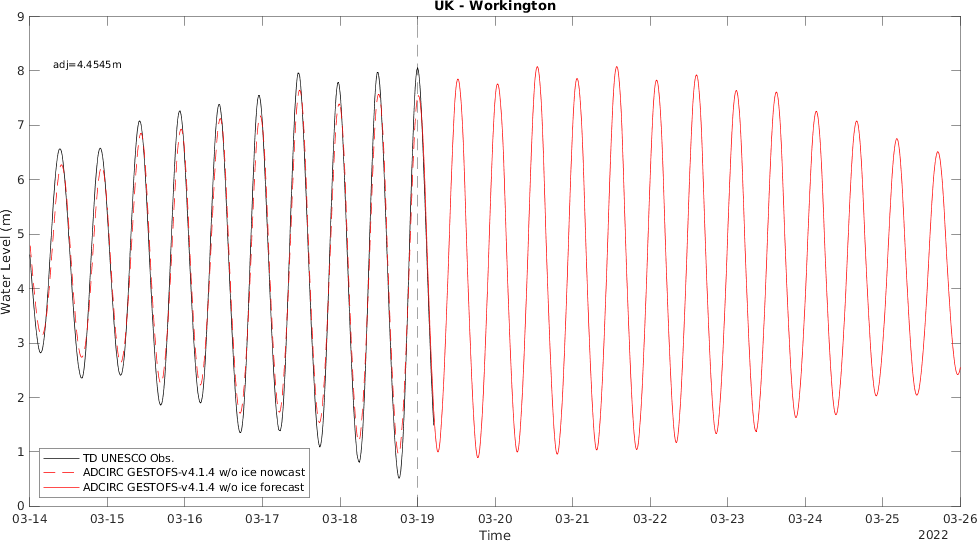 UK - Workington
9
8
7
6
5
4
3
2
1
0
Water Level (m)
adj=4.4545m
TD UNESCO Obs.
ADCIRC GESTOFS-v4.1.4 w/o ice nowcast
ADCIRC GESTOFS-v4.1.4 w/o ice forecast
03-14 03-15 03-16 03-17 03-18 03-19 03-20 03-21 03-22 03-23 03-24 03-25 03-26
Time
2022